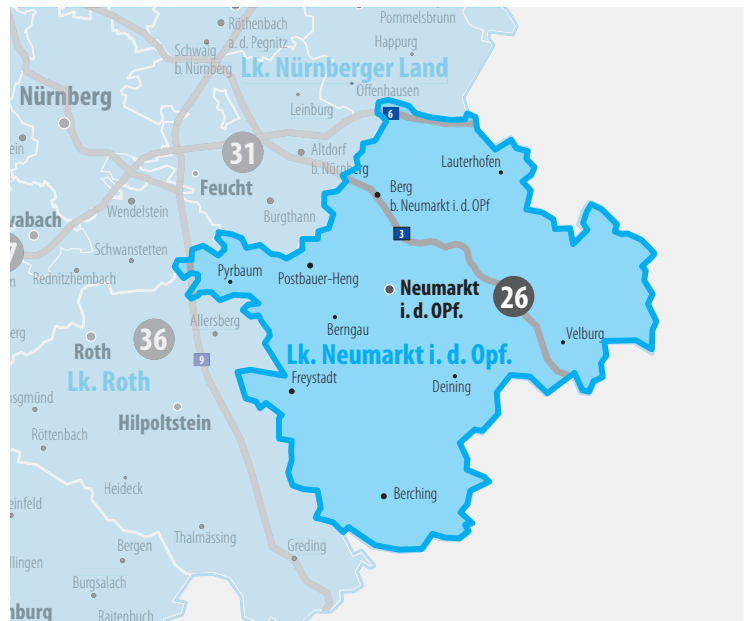 Pommelsbrunn
Röthenbach
a. d. Pegnitz
Schwaig
b. Nürnberg
Happurg
Lk. Nürnberger Land
Offenhausen
Nürnberg
Leinburg
6
31
Altdorf
b. Nürnberg
Lauterhofen
Feucht
Berg
b. Neumarkt i. d. OPf
Burgthann
Wendelstein
vabach
3
7
Schwanstetten
Rednitzhembach
Pyrbaum
Postbauer-Heng
Neumarkt
i. d. OPf.
26
Allersberg
36
Berngau
Velburg
Roth
9
Lk. Neumarkt i. d. Opf.
Lk. Roth
Freystadt
Deining
Hilpoltstein
Röttenbach
Heideck
Berching
Thalmässing
Bergen
Greding
Burgsalach
Raitenbuch